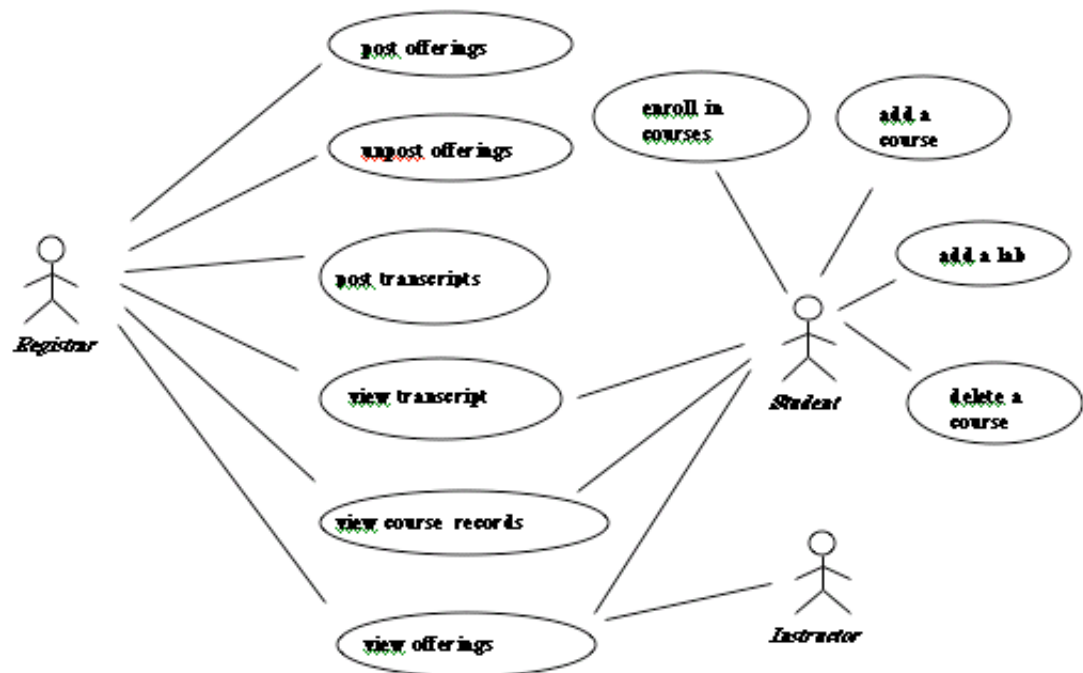 post offerings
enroll in
courses
add a
course
unpost offerings
add a lab
post transcripts
Registrar
view transcript
Student
delete a
course
view course records
Instructor
view offerings